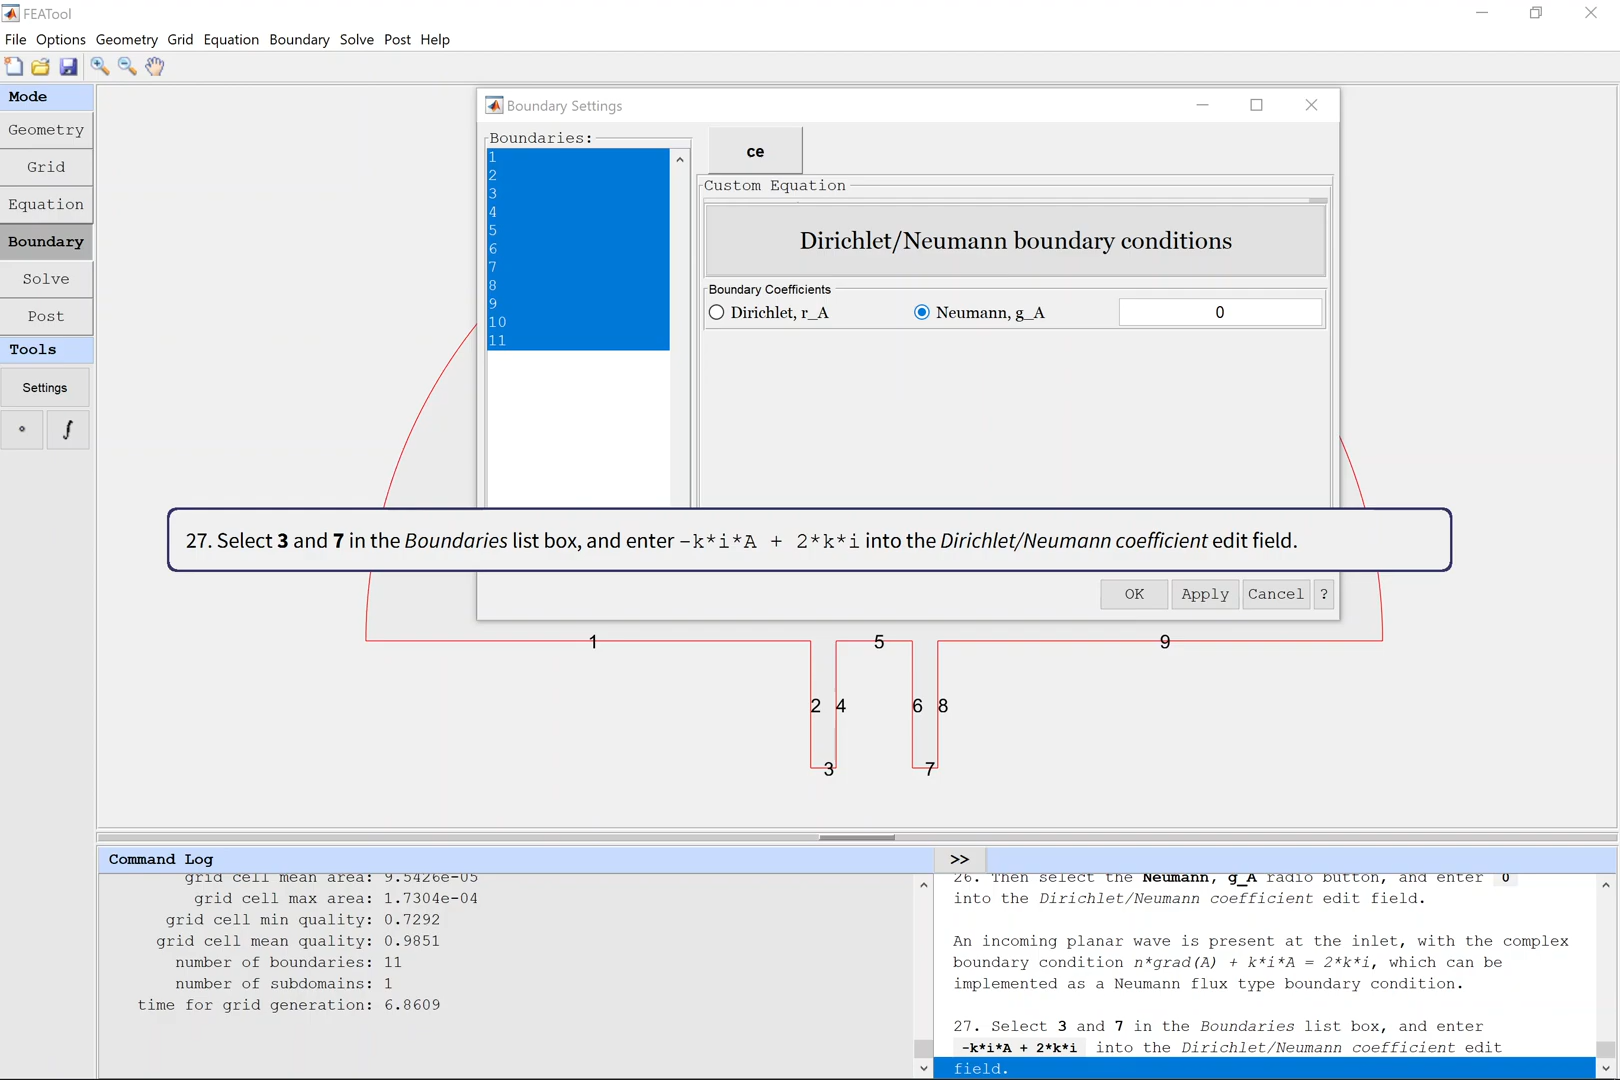 FEATool
File Options Geometry Grid Equation Boundary Solve Post Help
Mode
Geometry
Grid
Equation
Boundary
Solve
Post
Tools
Settings
∫
Boundary Settings
Boundaries:
1
2
3
4
5
6
7
8
9
10
11
ce
Custom Equation
Dirichlet/Neumann boundary conditions
Boundary Coefficients
Dirichlet, r_A
Neumann, g_A
0
27. Select 3 and 7 in the Boundaries list box, and enter -k*i*A + 2*k*i into the Dirichlet/Neumann coefficient edit field.
OK Apply Cancel ?
1 5 9
2 4 6 8
3 7
Command Log
grid cell mean area: 9.5426e-05
grid cell max area: 1.7304e-04
grid cell min quality: 0.7292
grid cell mean quality: 0.9851
number of boundaries: 11
number of subdomains: 1
time for grid generation: 6.8609
>>
26. Then select the Neumann, g_A radio button, and enter 0
into the Dirichlet/Neumann coefficient edit field.
An incoming planar wave is present at the inlet, with the complex
boundary condition n*grad(A) + k*i*A = 2*k*i, which can be
implemented as a Neumann flux type boundary condition.
27. Select 3 and 7 in the Boundaries list box, and enter
-k*i*A + 2*k*i into the Dirichlet/Neumann coefficient edit
field.